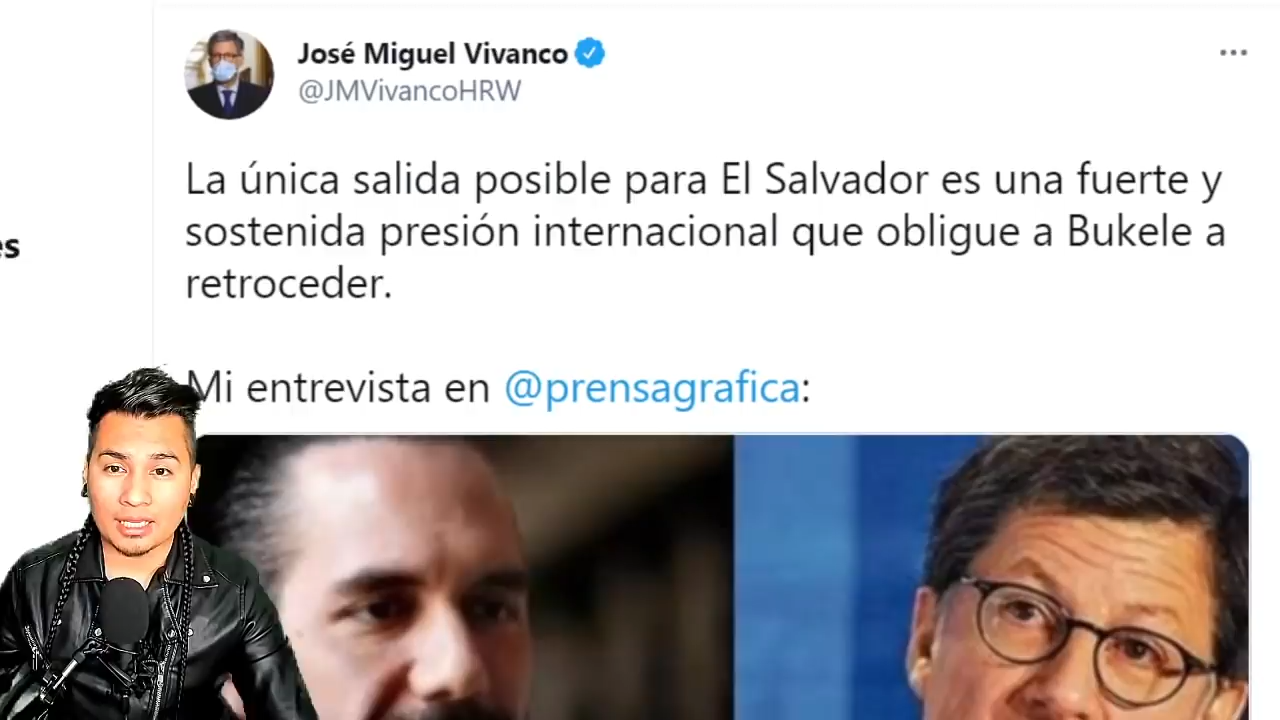 José Miguel Vivanco
@JMVivancoHRW
La única salida posible para El Salvador es una fuerte y
sostenida presión internacional que obligue a Bukele a
retroceder.
es
Mi entrevista en @prensagrafica: